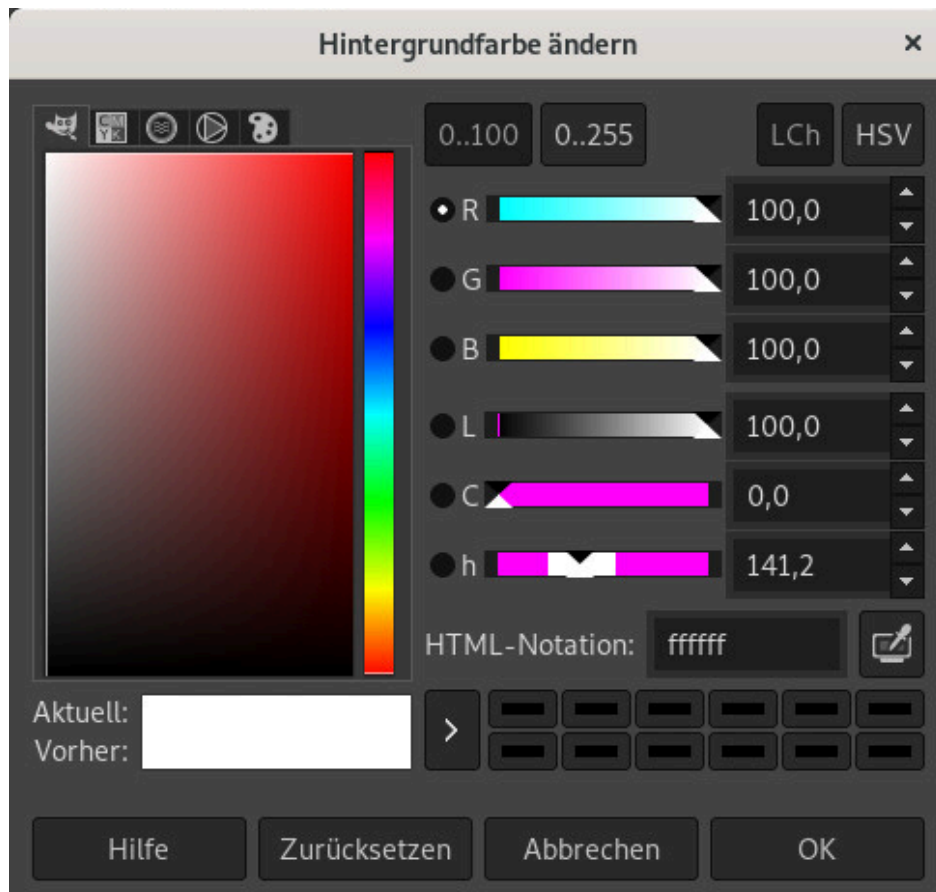 Hintergrundfarbe ändern ×
CM
YK
0..100 0..255 LCh HSV
R 100,0
G 100,0
B 100,0
L 100,0
C 0,0
h 141,2
HTML-Notation: ffffff
Aktuell:
Vorher:
>
Hilfe Zurücksetzen Abbrechen OK